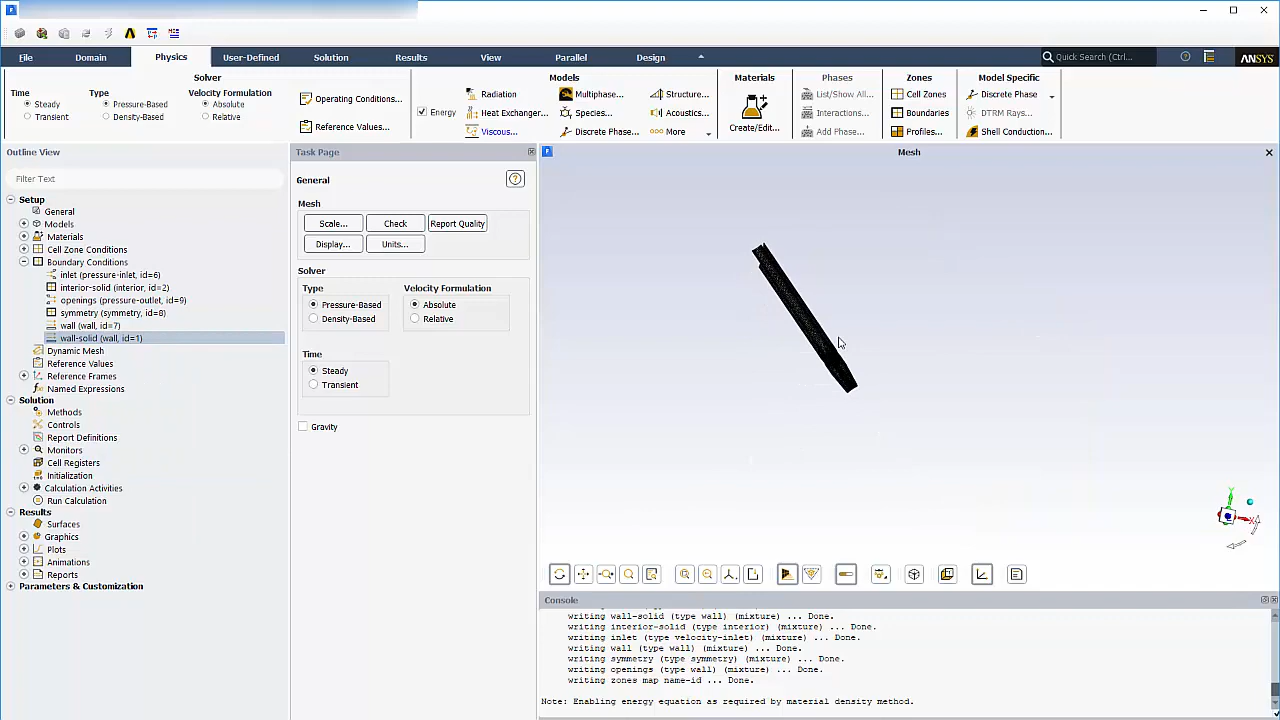 Mesh
File Domain Physics User-Defined Solution Results View Parallel Design Quick Search (Ctrl... ANSYS
Solver Models Materials Phases Zones Model Specific
Time Type Velocity Formulation
Steady Pressure-Based Absolute Operating Conditions...
Transient Density-Based Relative Reference Values...
Energy
Radiation Multiphase... Structure...
Heat Exchanger... Species... Acoustics...
Viscous... Discrete Phase... More
Create/Edit...
List/Show All...
Interactions...
Add Phase...
Cell Zones
Boundaries
Profiles...
Discrete Phase
DTRM Rays...
Shell Conduction...
Outline View
Filter Text
Setup
General
Models
Materials
Cell Zone Conditions
Boundary Conditions
inlet (pressure-inlet, id=6)
interior-solid (interior, id=2)
openings (pressure-outlet, id=9)
symmetry (symmetry, id=8)
wall (wall, id=7)
wall-solid (wall, id=1)
Dynamic Mesh
Reference Values
Reference Frames
Named Expressions
Solution
Methods
Controls
Report Definitions
Monitors
Cell Registers
Initialization
Calculation Activities
Run Calculation
Results
Surfaces
Graphics
Plots
Animations
Reports
Parameters & Customization
Task Page
General
Mesh
Scale... Check Report Quality
Display... Units...
Solver
Type Velocity Formulation
Pressure-Based Absolute
Density-Based Relative
Time
Steady
Transient
Gravity
Mesh
Y
X
Console
writing wall-solid (type wall) (mixture) ... Done.
writing interior-solid (type interior) (mixture) ... Done.
writing inlet (type velocity-inlet) (mixture) ... Done.
writing wall (type wall) (mixture) ... Done.
writing symmetry (type symmetry) (mixture) ... Done.
writing openings (type wall) (mixture) ... Done.
writing zones map name-id ... Done.
Note: Enabling energy equation as required by material density method.